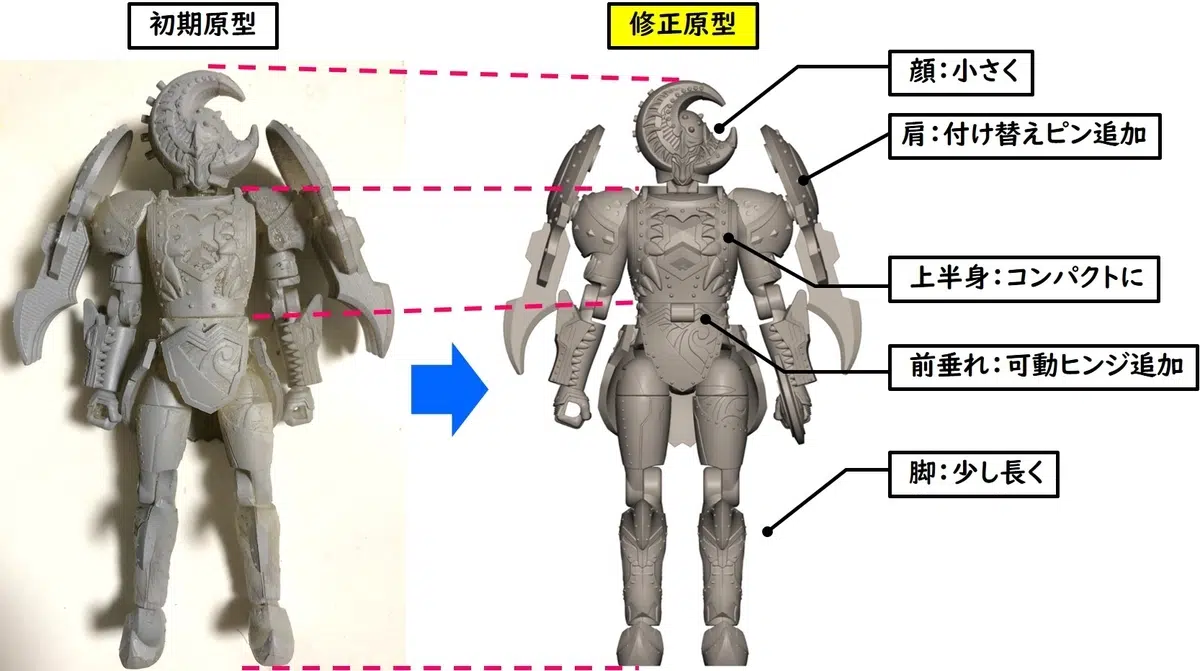 初期原型
修正原型
顔：小さく
肩：付け替えピン追加
上半身：コンパクトに
前垂れ：可動ヒンジ追加
脚：少し長く